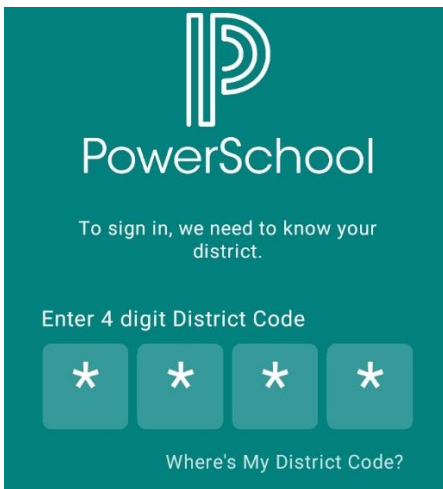 PowerSchool
To sign in, we need to know your
district.
Enter 4 digit District Code
* * * *
Where's My District Code?